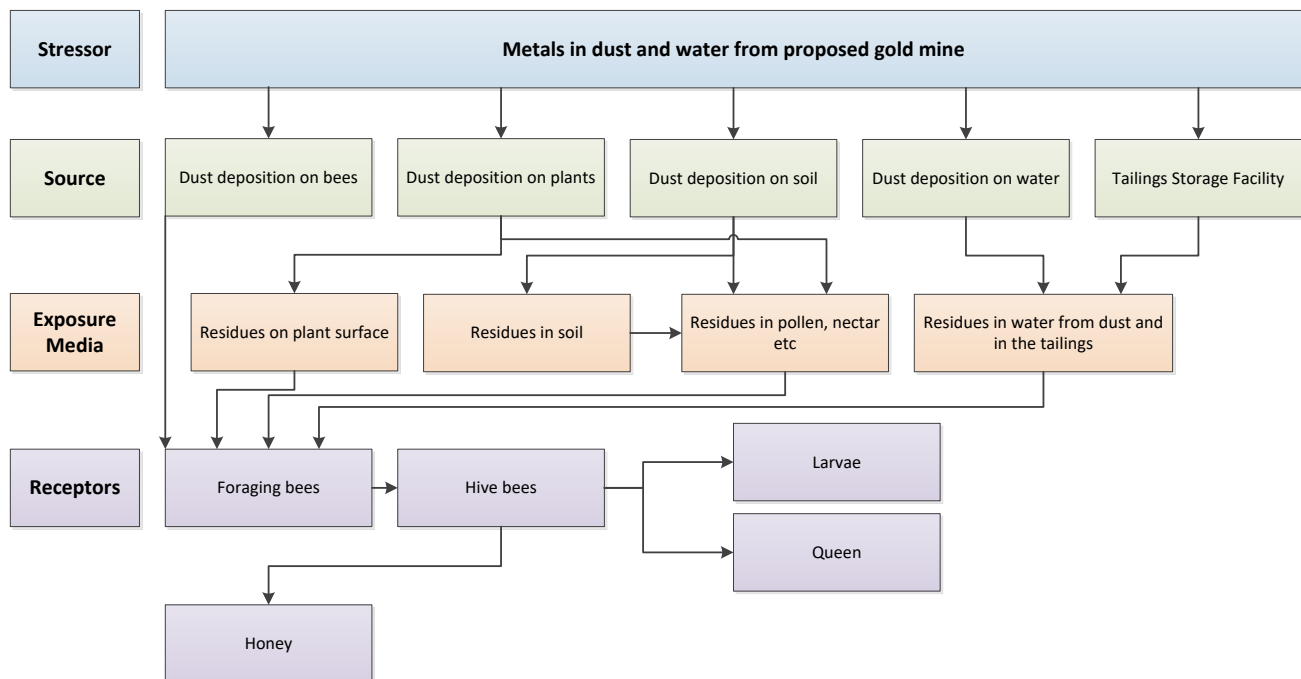 Stressor
Metals in dust and water from proposed gold mine
Source
Dust deposition on bees
Dust deposition on plants
Dust deposition on soil
Dust deposition on water
Tailings Storage Facility
Exposure
Media
Residues on plant surface
Residues in soil
Residues in pollen, nectar
etc
Residues in water from dust and
in the tailings
Receptors
Foraging bees
Hive bees
Larvae
Queen
Honey